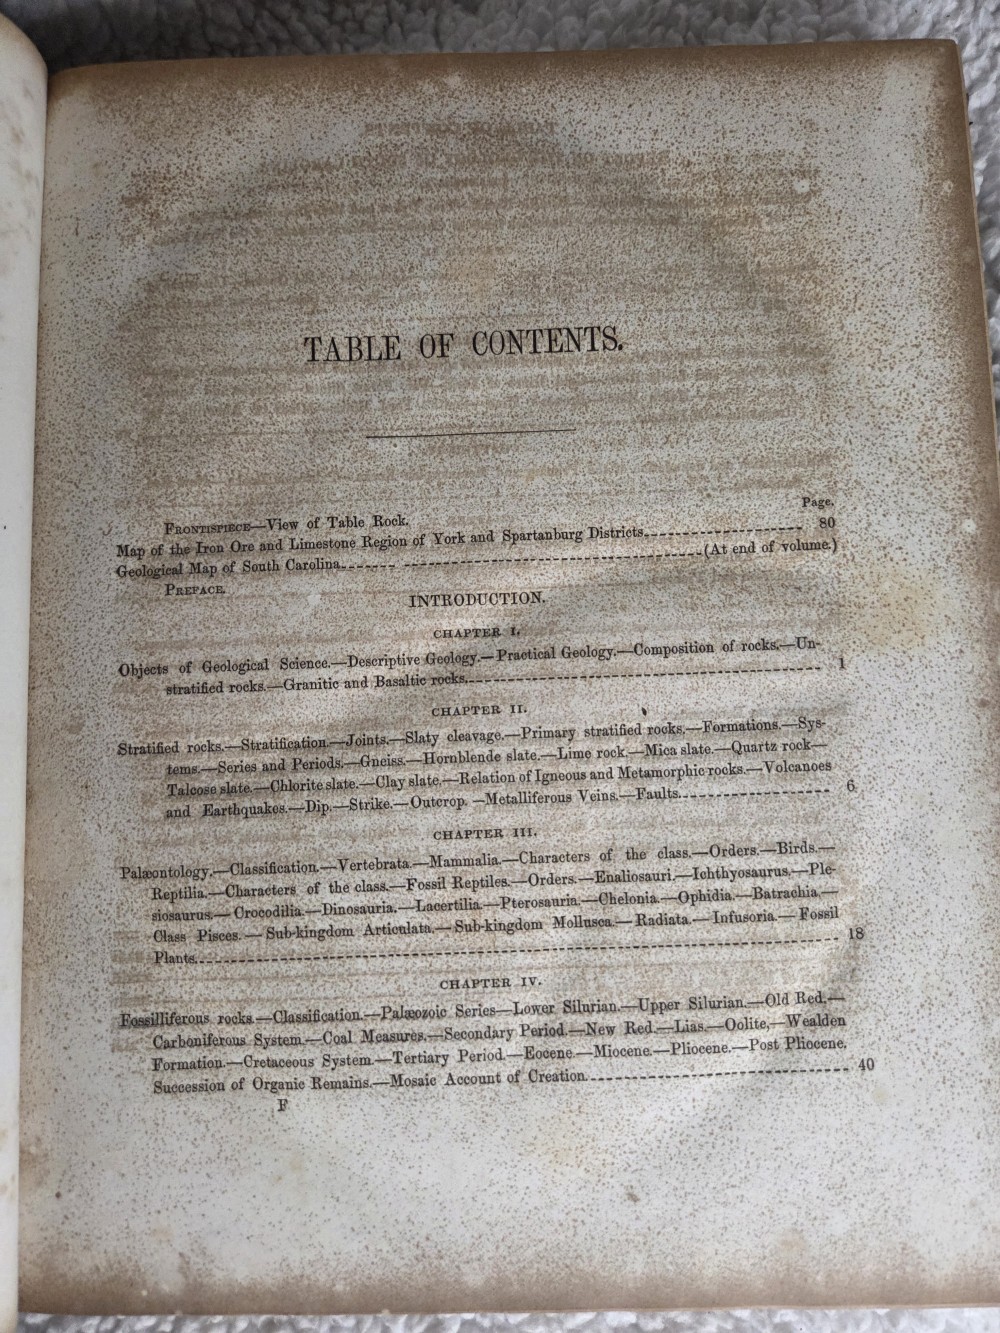 TABLE OF CONTENTS.
Page.
FRONTISPIECE—View of Table Rock.
Map of the Iron Ore and Limestone Region of York and Spartanburg Districts. 80
Geological Map of South Carolina. (At end of volume.)
PREFACE.
INTRODUCTION.
CHAPTER I.
Objects of Geological Science.—Descriptive Geology.—Practical Geology.—Composition of rocks.—Un-
stratified rocks.—Granitic and Basaltic rocks. 1
CHAPTER II.
Stratified rocks.—Stratification.—Joints.—Slaty cleavage.—Primary stratified rocks.—Formations.—Sys-
tems.—Series and Periods.—Gneiss.—Hornblende slate.—Lime rock.—Mica slate.—Quartz rock—
Talcose slate.—Chlorite slate.—Clay slate.—Relation of Igneous and Metamorphic rocks.—Volcanoes
and Earthquakes.—Dip.—Strike.—Outcrop.—Metalliferous Veins.—Faults. 6
CHAPTER III.
Palæontology.—Classification.—Vertebrata.—Mammalia.—Characters of the class.—Orders.—Birds.—
Reptilia.—Characters of the class.—Fossil Reptiles.—Orders.—Enaliosauri.—Ichthyosaurus.—Ple-
siosaurus.—Crocodilia.—Dinosauria.—Lacertilia.—Pterosauria.—Chelonia.—Ophidia.—Batrachia.—
Class Pisces.—Sub-kingdom Articulata.—Sub-kingdom Mollusca.—Radiata.—Infusoria.—Fossil
Plants. 18
CHAPTER IV.
Fossilliferous rocks.—Classification.—Palæozoic Series—Lower Silurian.—Upper Silurian.—Old Red.—
Carboniferous System.—Coal Measures.—Secondary Period.—New Red.—Lias.—Oolite,—Wealden
Formation.—Cretaceous System.—Tertiary Period.—Eocene.—Miocene.—Pliocene.—Post Pliocene.
Succession of Organic Remains.—Mosaic Account of Creation. 40
F